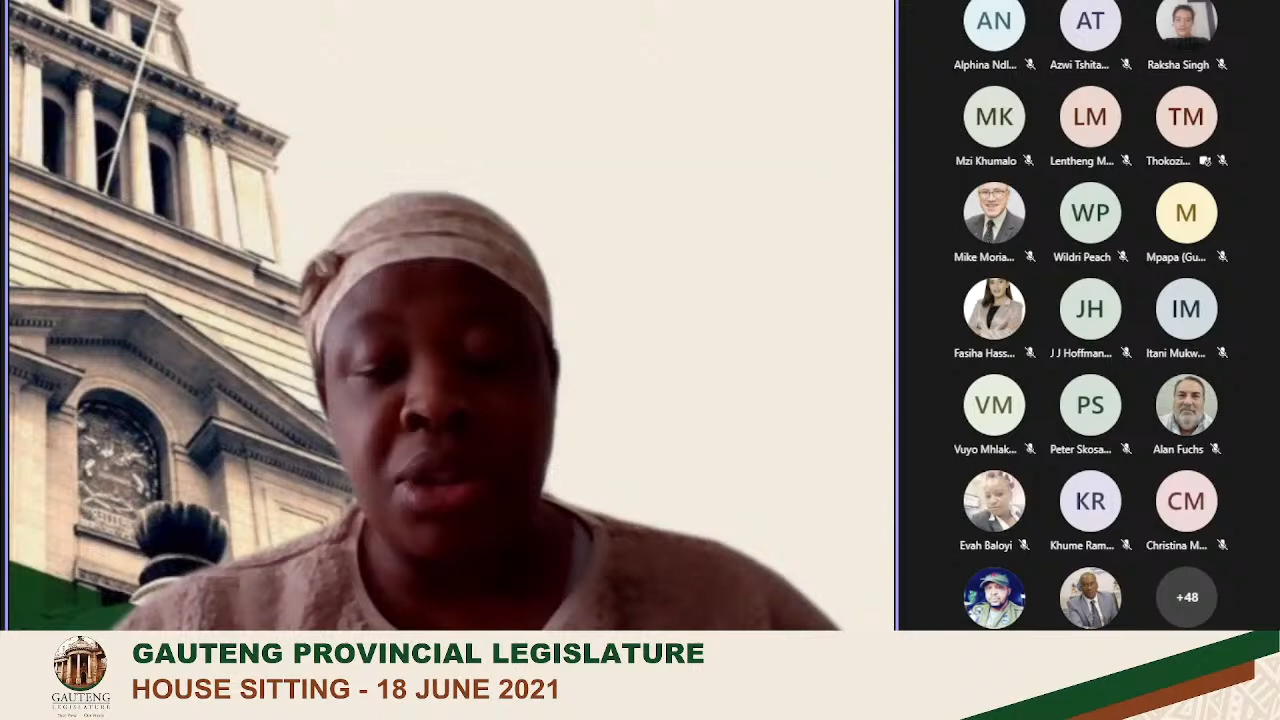 AN
AT
Alphina Ndl...
Azwi Tshita...
Raksha Singh
MK
LM
TM
Mzi Khumalo
Lentheng M...
Thokozi...
WP
M
Mike Moria...
Wildri Peach
Mpapa (Gu...
JH
IM
Fasiha Hass...
J J Hoffman...
Itani Mukw...
VM
PS
Vuyo Mhlak...
Peter Skosa...
Alan Fuchs
KR
CM
Evah Baloyi
Khume Ram...
Christina M...
+48
GAUTENG PROVINCIAL LEGISLATURE
HOUSE SITTING - 18 JUNE 2021
GAUTENG
LEGISLATURE